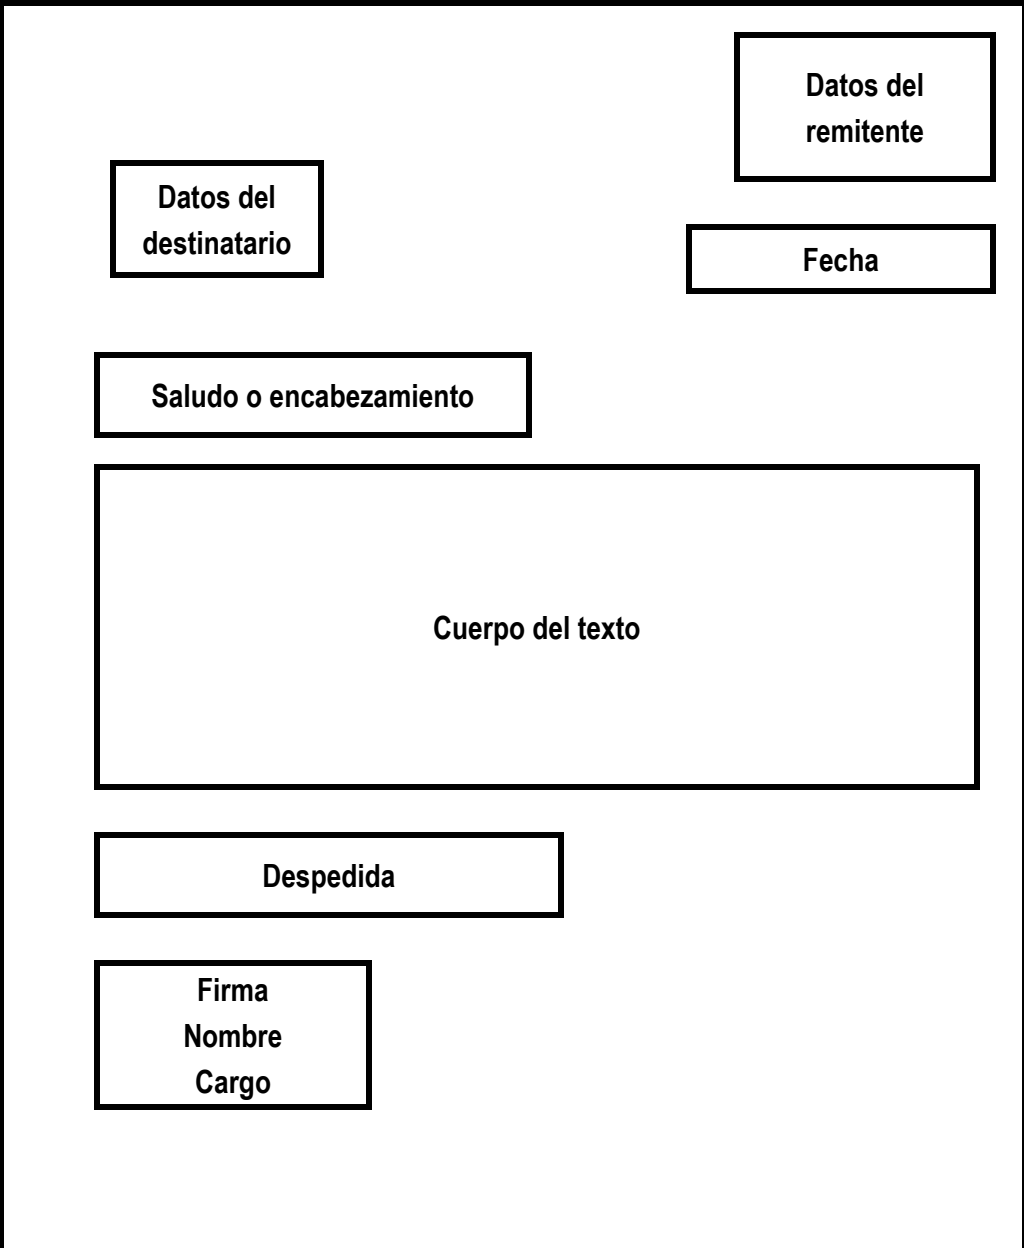 Datos del
remitente
Datos del
destinatario
Fecha
Saludo o encabezamiento
Cuerpo del texto
Despedida
Firma
Nombre
Cargo